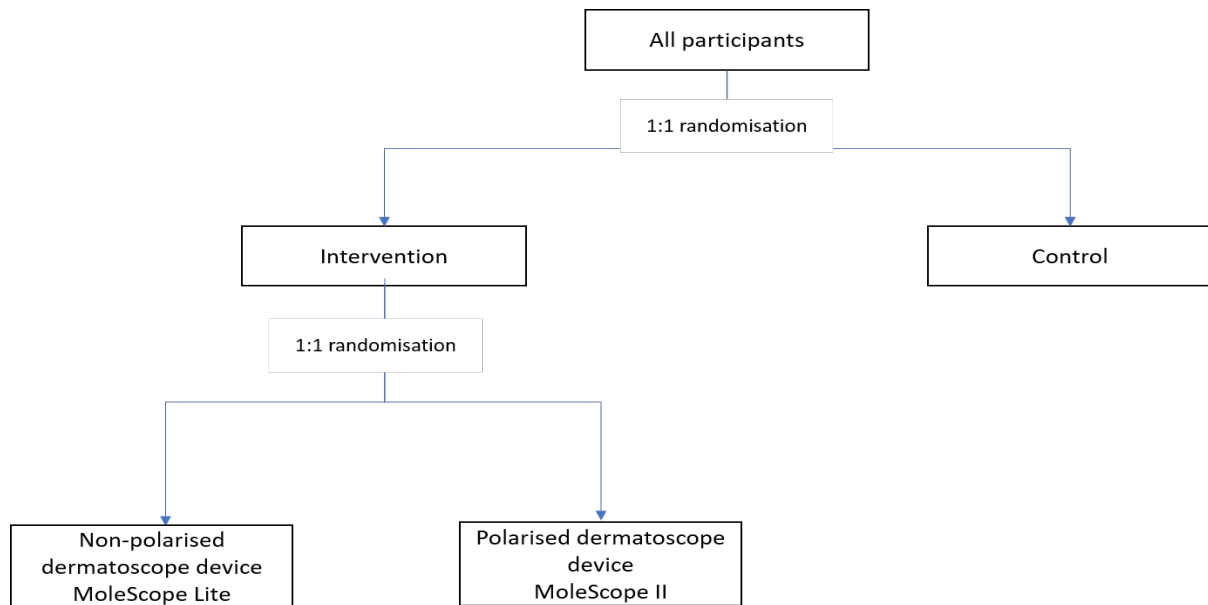 All participants
1:1 randomisation
Intervention
Control
1:1 randomisation
Non-polarised
dermatoscope device
MoleScope Lite
Polarised dermatoscope
device
MoleScope II